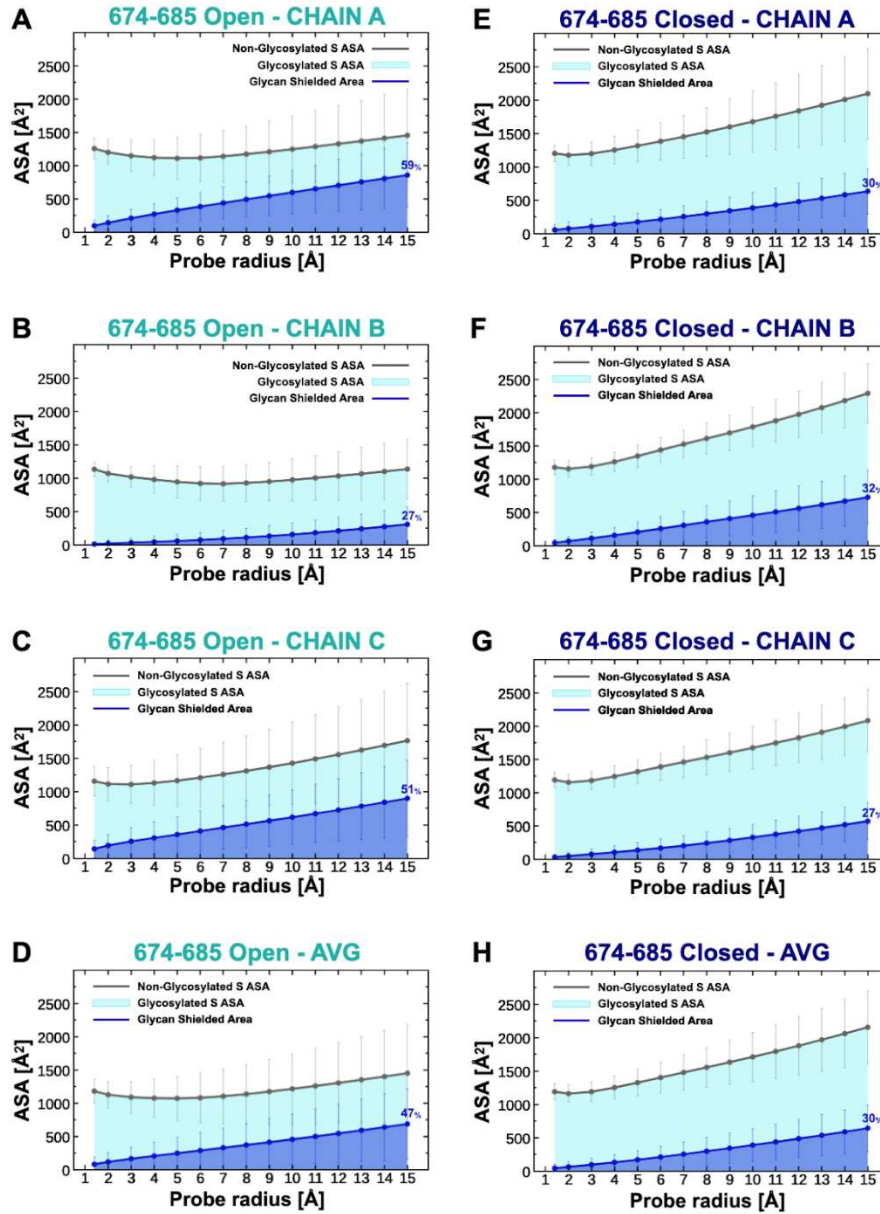 A
674-685 Open - CHAIN A
Non-Glycosylated S ASA
Glycosylated S ASA
Glycan Shielded Area
ASA [Å²]
2500
2000
1500
1000
500
0
59%
1 2 3 4 5 6 7 8 9 10 11 12 13 14 15
Probe radius [Å]
E
674-685 Closed - CHAIN A
Non-Glycosylated S ASA
Glycosylated S ASA
Glycan Shielded Area
ASA [Å²]
2500
2000
1500
1000
500
0
30%
1 2 3 4 5 6 7 8 9 10 11 12 13 14 15
Probe radius [Å]
B
674-685 Open - CHAIN B
Non-Glycosylated S ASA
Glycosylated S ASA
Glycan Shielded Area
ASA [Å²]
2500
2000
1500
1000
500
0
27%
1 2 3 4 5 6 7 8 9 10 11 12 13 14 15
Probe radius [Å]
F
674-685 Closed - CHAIN B
Non-Glycosylated S ASA
Glycosylated S ASA
Glycan Shielded Area
ASA [Å²]
2500
2000
1500
1000
500
0
32%
1 2 3 4 5 6 7 8 9 10 11 12 13 14 15
Probe radius [Å]
C
674-685 Open - CHAIN C
Non-Glycosylated S ASA
Glycosylated S ASA
Glycan Shielded Area
ASA [Å²]
2500
2000
1500
1000
500
0
51%
1 2 3 4 5 6 7 8 9 10 11 12 13 14 15
Probe radius [Å]
G
674-685 Closed - CHAIN C
Non-Glycosylated S ASA
Glycosylated S ASA
Glycan Shielded Area
ASA [Å²]
2500
2000
1500
1000
500
0
27%
1 2 3 4 5 6 7 8 9 10 11 12 13 14 15
Probe radius [Å]
D
674-685 Open - AVG
Non-Glycosylated S ASA
Glycosylated S ASA
Glycan Shielded Area
ASA [Å²]
2500
2000
1500
1000
500
0
47%
1 2 3 4 5 6 7 8 9 10 11 12 13 14 15
Probe radius [Å]
H
674-685 Closed - AVG
Non-Glycosylated S ASA
Glycosylated S ASA
Glycan Shielded Area
ASA [Å²]
2500
2000
1500
1000
500
0
30%
1 2 3 4 5 6 7 8 9 10 11 12 13 14 15
Probe radius [Å]